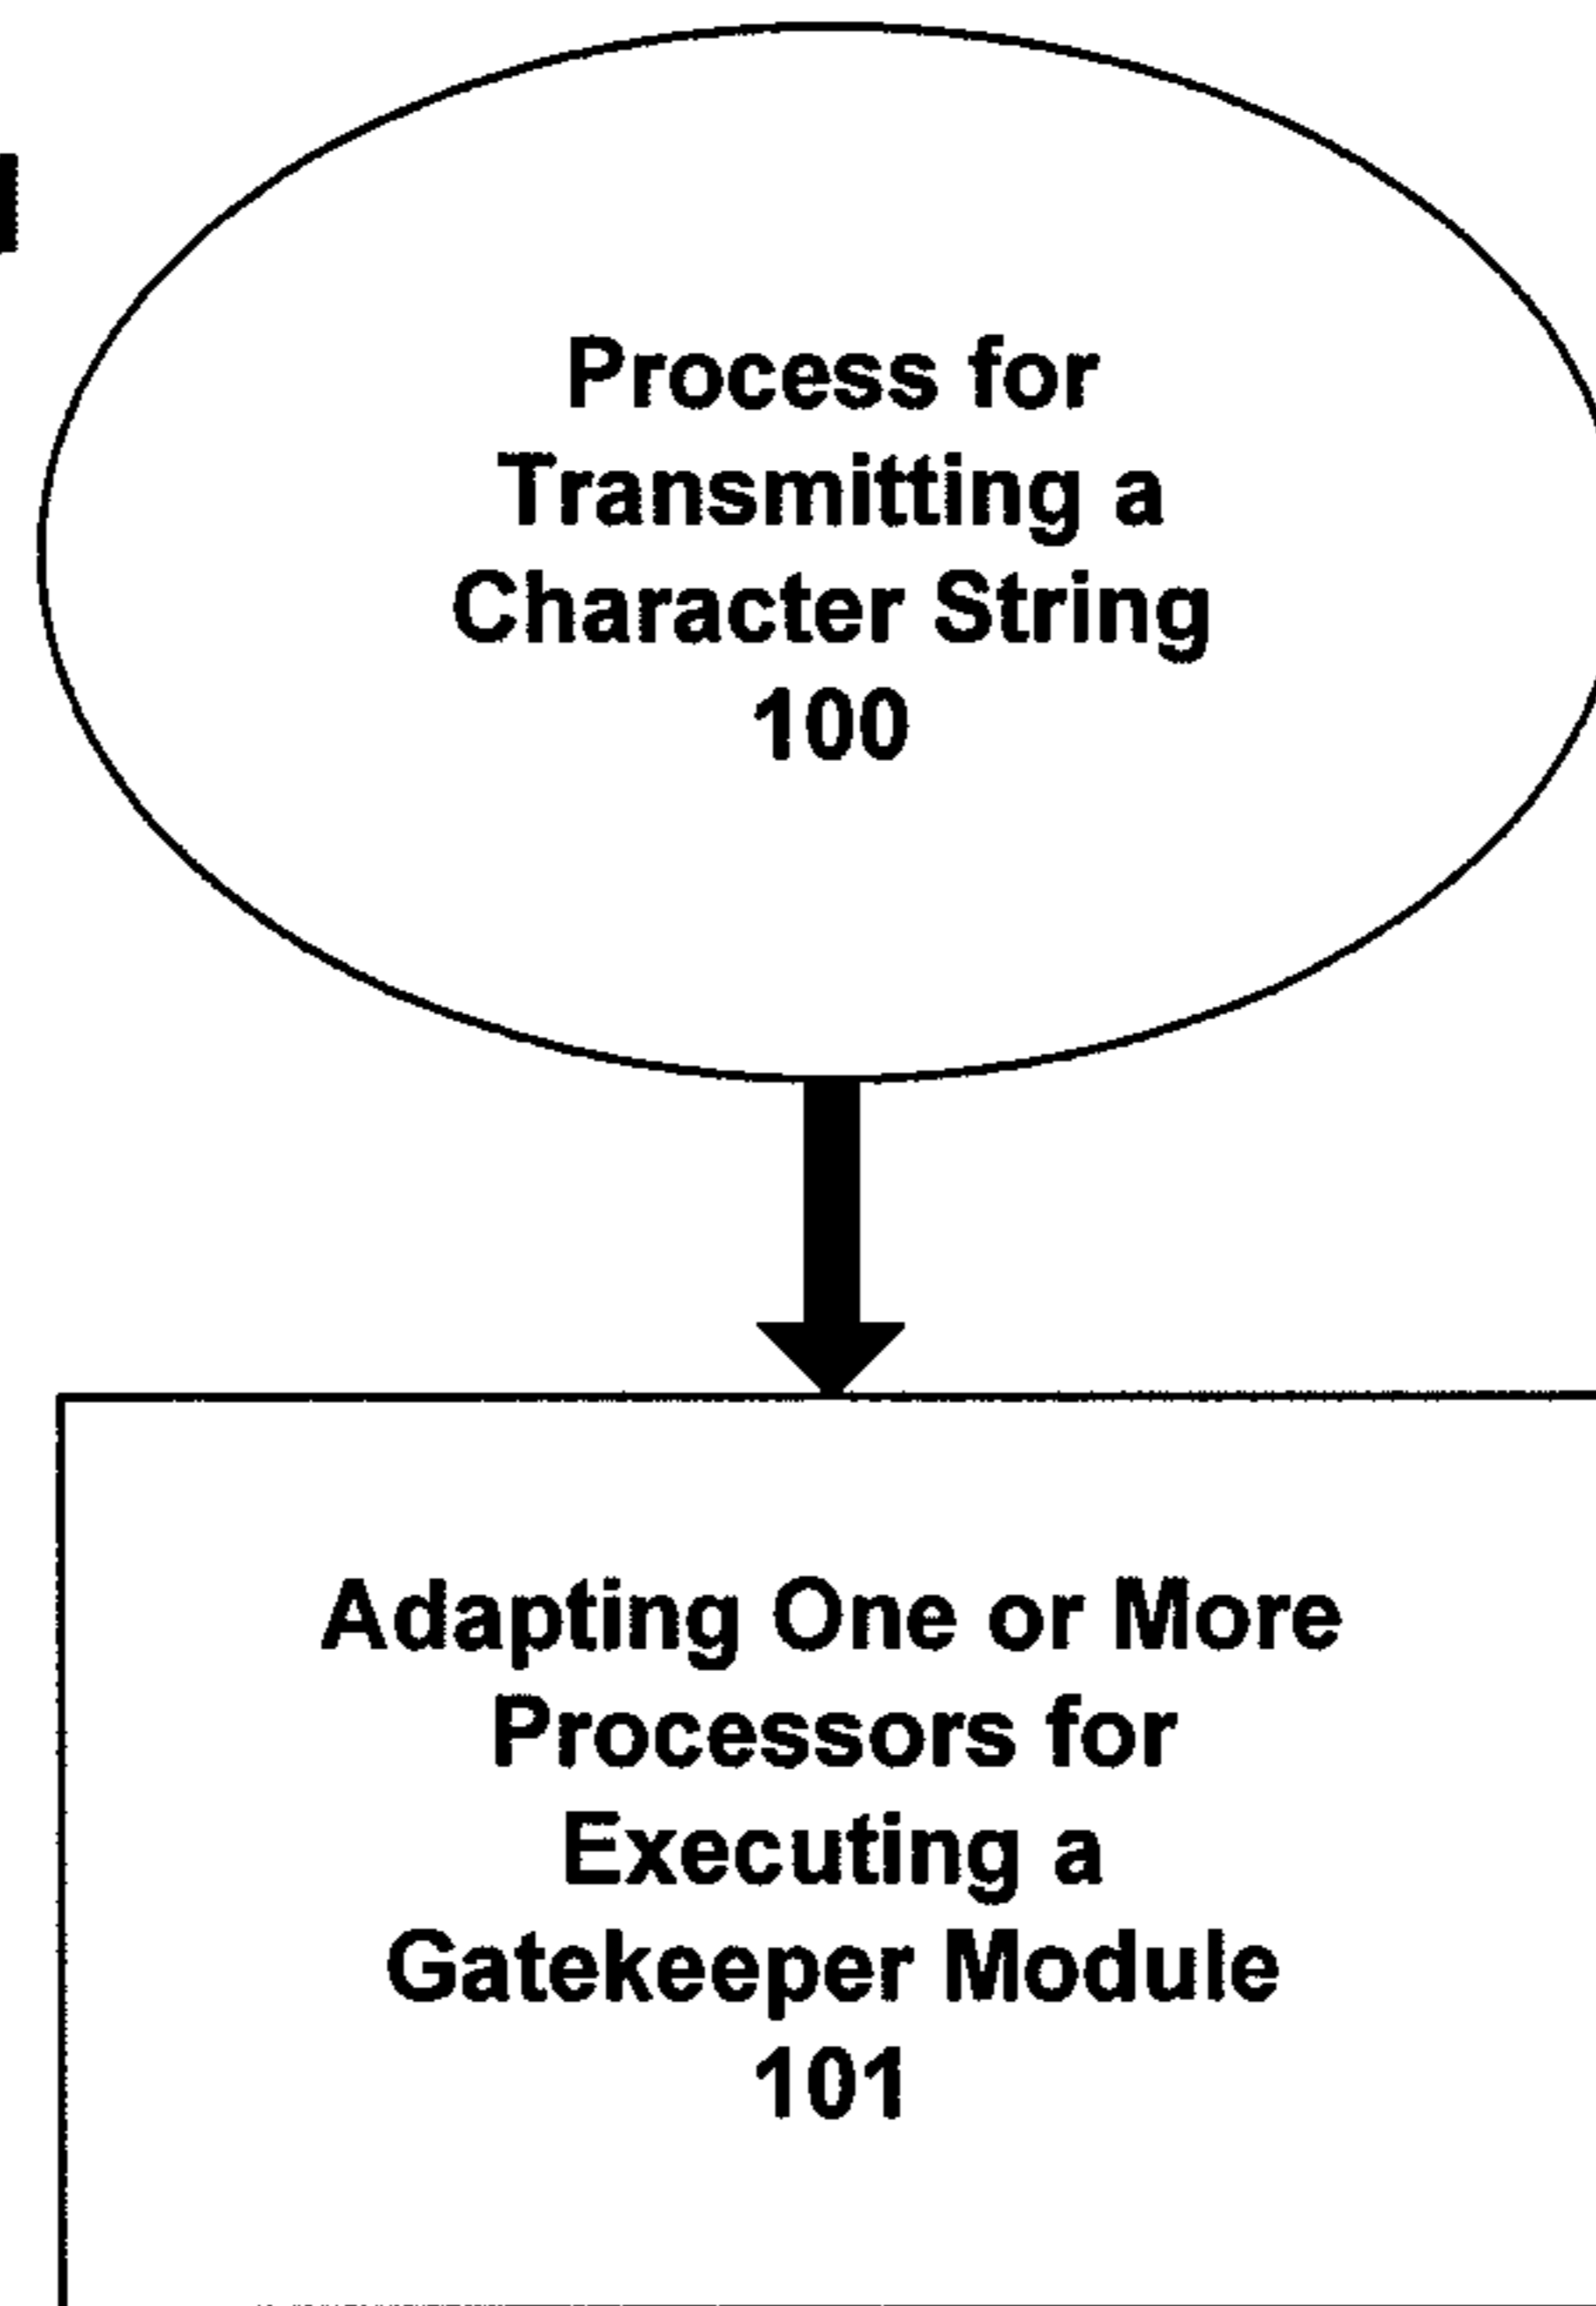 Process for
Transmitting a
Character String
100
Adapting One or More
Processors for
Executing a
Gatekeeper Module
101